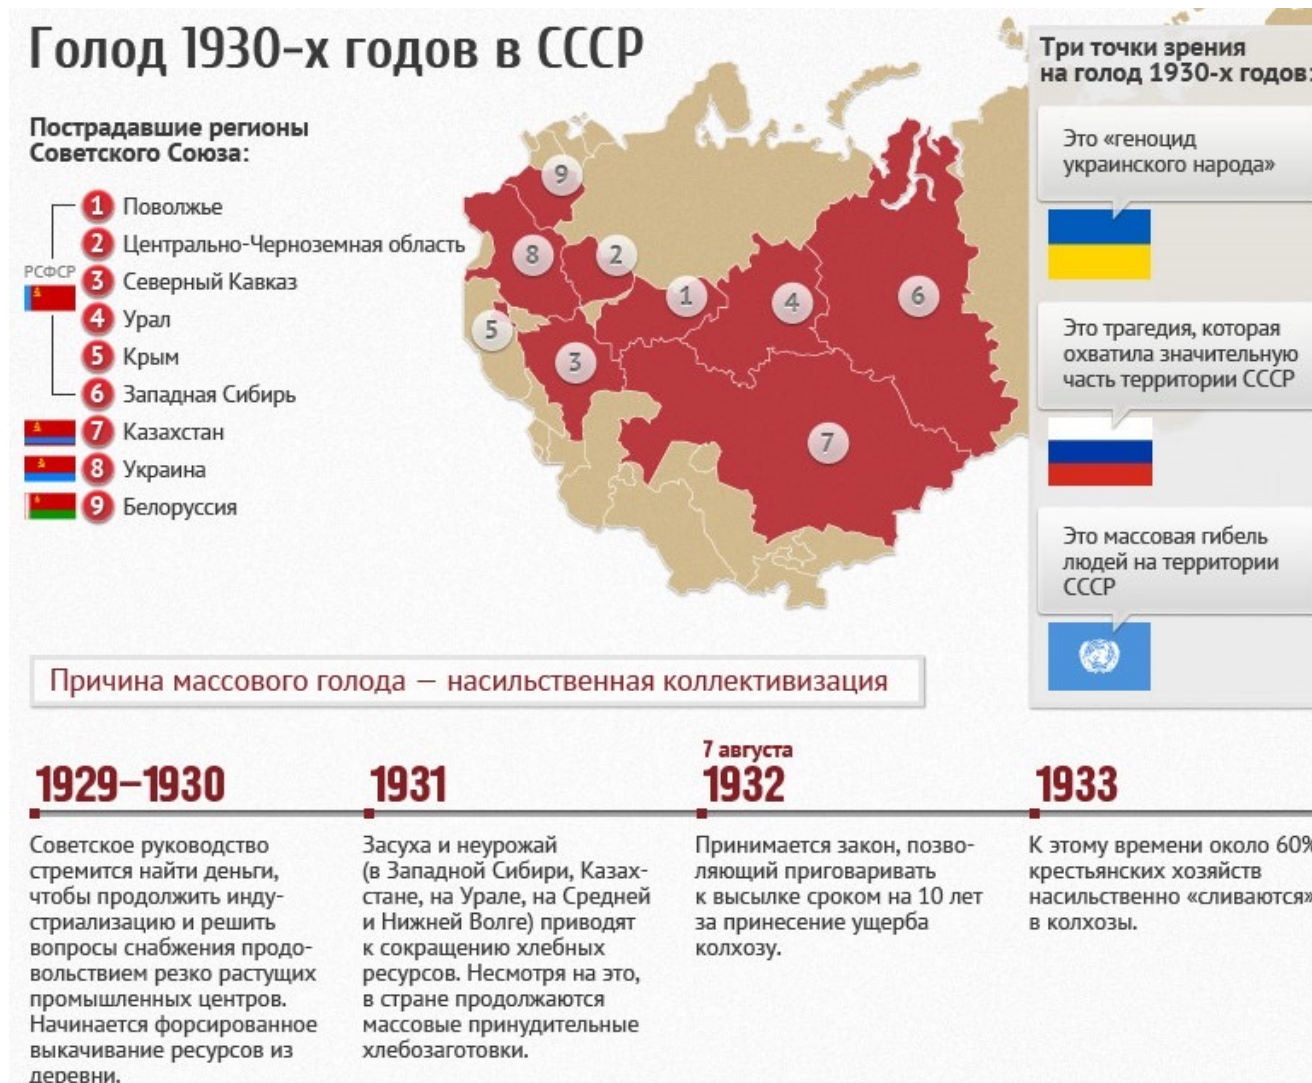 Голод 1930-х годов в СССР
Пострадавшие регионы
Советского Союза:
РСФСР
1 Поволжье
2 Центрально-Черноземная область
3 Северный Кавказ
4 Урал
5 Крым
6 Западная Сибирь
7 Казахстан
8 Украина
9 Белоруссия
9
8
2
1
4
6
5
3
7
Три точки зрения
на голод 1930-х годов:
Это «геноцид
украинского народа»
Это трагедия, которая
охватила значительную
часть территории СССР
Это массовая гибель
людей на территории
СССР
Причина массового голода — насильственная коллективизация
1929–1930
Советское руководство
стремится найти деньги,
чтобы продолжить инду-
стриализацию и решить
вопросы снабжения продо-
вольствием резко растущих
промышленных центров.
Начинается форсированное
выкачивание ресурсов из
деревни.
1931
Засуха и неурожай
(в Западной Сибири, Казах-
стане, на Урале, на Средней
и Нижней Волге) приводят
к сокращению хлебных
ресурсов. Несмотря на это,
в стране продолжаются
массовые принудительные
хлебозаготовки.
7 августа
1932
Принимается закон, позво-
ляющий приговаривать
к высылке сроком на 10 лет
за принесение ущерба
колхозу.
1933
К этому времени около 60%
крестьянских хозяйств
насильственно «сливаются»
в колхозы.